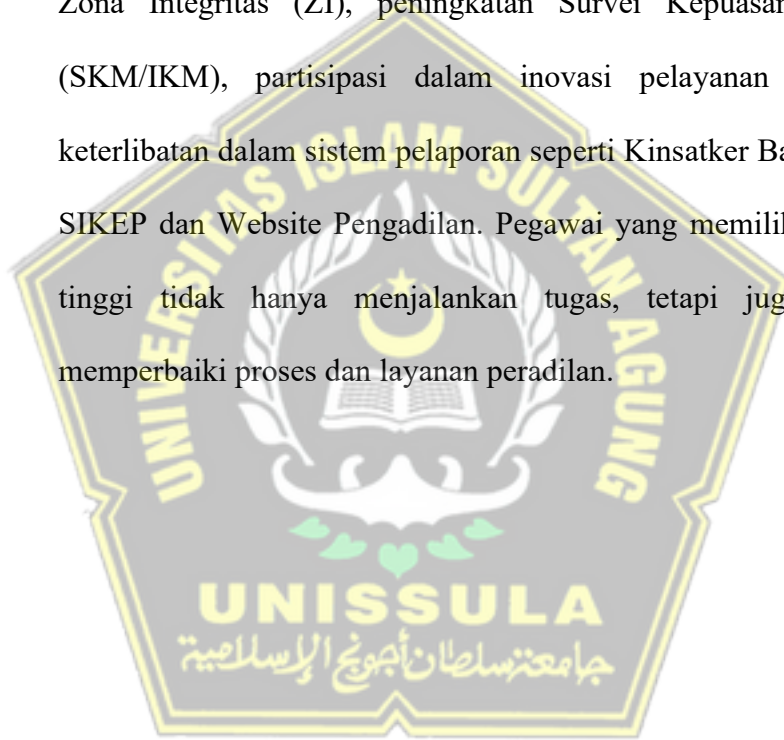 Zona Integritas (ZI), peningkatan Survei Kepuasan
(SKM/IKM), partisipasi dalam inovasi pelayanan
keterlibatan dalam sistem pelaporan seperti Kinsatker
SIKEP dan Website Pengadilan. Pegawai yang
tinggi tidak hanya menjalankan tugas, tetapi
memperbaiki proses dan layanan peradilan.
UNIVERSITAS ISLAM SULTAN AGUNG
UNISSULA
جامعة سلطان أجونج الإسلامية